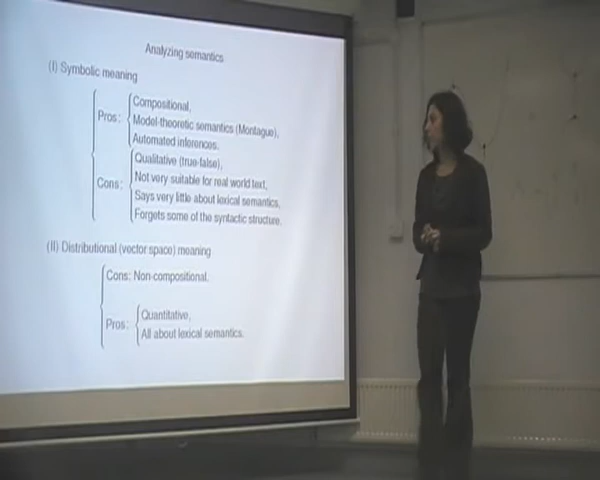 Analyzing semantics
(I) Symbolic meaning
Pros: Compositional,
Model-theoretic semantics (Montague),
Automated inferences.
Cons: Qualitative (true-false),
Not very suitable for real world text,
Says very little about lexical semantics,
Forgets some of the syntactic structure.
(II) Distributional (vector space) meaning
Cons: Non-compositional.
Pros: Quantitative,
All about lexical semantics.